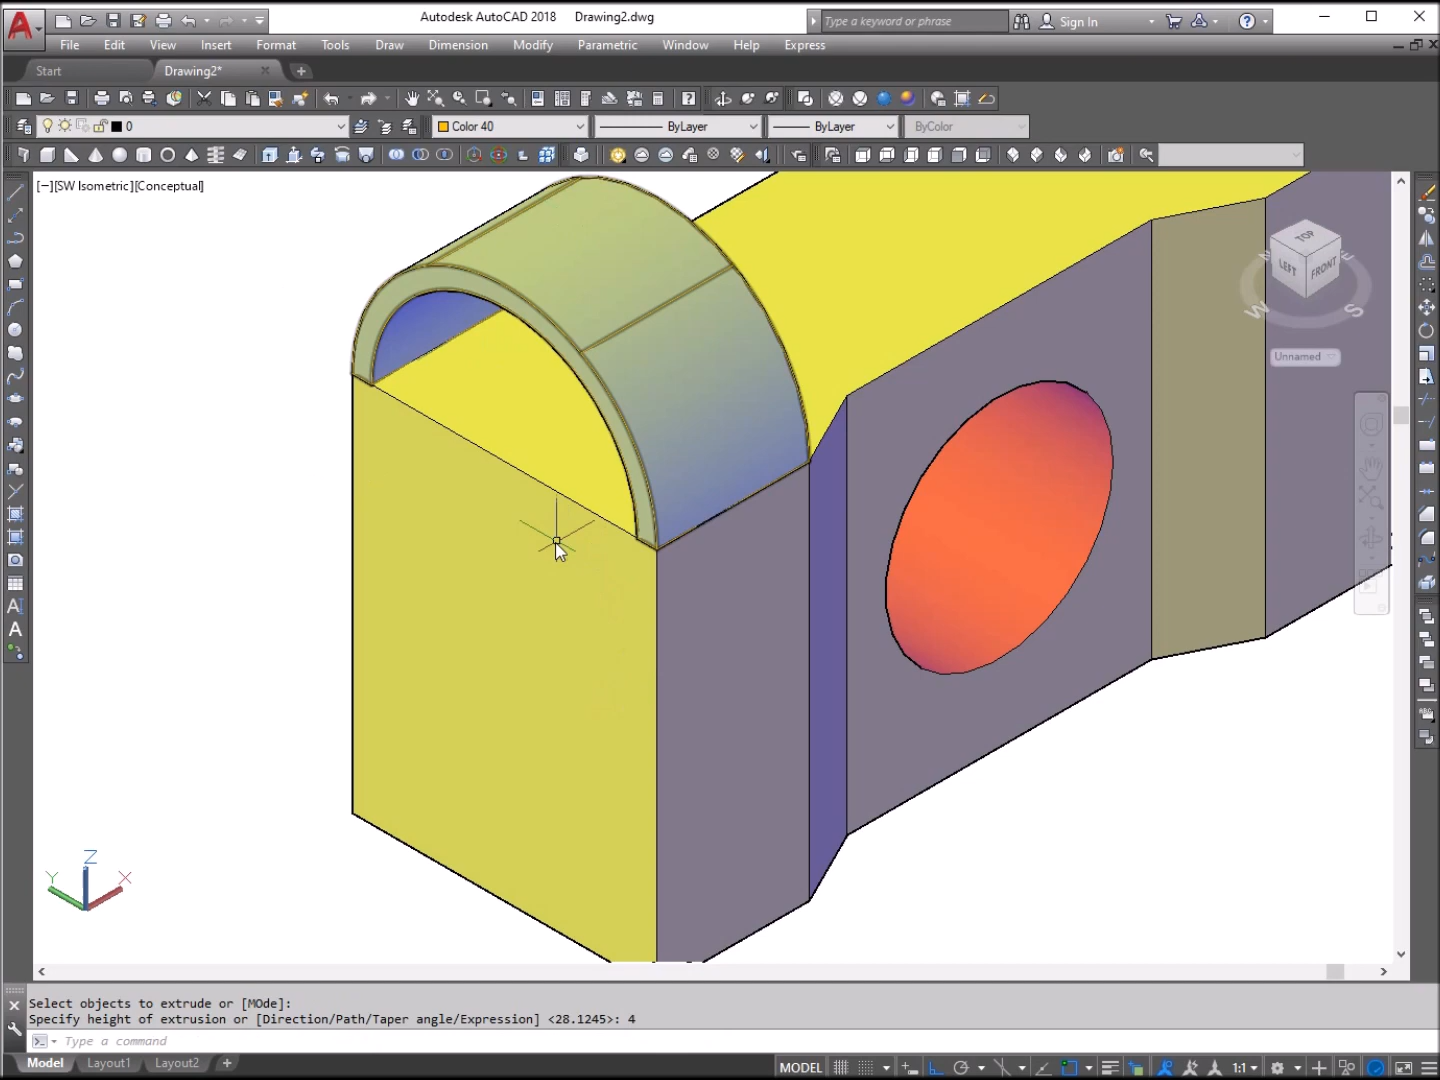 Autodesk AutoCAD 2018 Drawing2.dwg
Type a keyword or phrase
Sign In
File Edit View Insert Format Tools Draw Dimension Modify Parametric Window Help Express
Start Drawing2*
0
Color 40
ByLayer
ByLayer
ByColor
[−][SW Isometric][Conceptual]
TOP
LEFT FRONT
W S
Unnamed
Z
Y X
Select objects to extrude or [MOde]:
Specify height of extrusion or [Direction/Path/Taper angle/Expression] <28.1245>: 4
Type a command
Model Layout1 Layout2
MODEL
1:1